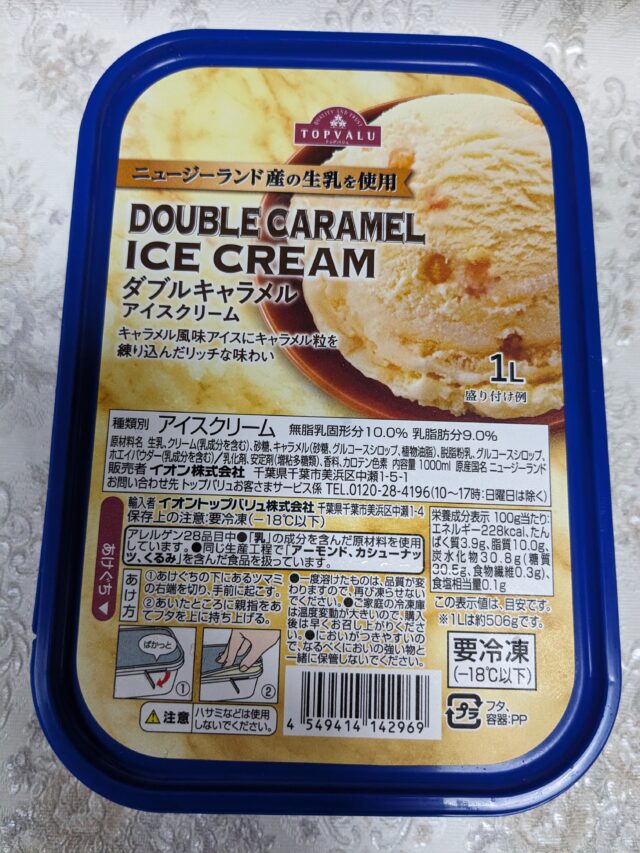 QUALITY AND TRUST
TOPVALU
トップバリュ
ニュージーランド産の生乳を使用
DOUBLE CARAMEL
ICE CREAM
ダブルキャラメル
アイスクリーム
キャラメル風味アイスにキャラメル粒を
練り込んだリッチな味わい
1L
盛り付け例
種類別 アイスクリーム 無脂乳固形分10.0% 乳脂肪分9.0%
原材料名 生乳、クリーム(乳成分を含む)、砂糖、キャラメル(砂糖、グルコースシロップ、植物油脂)、脱脂粉乳、グルコースシロップ、
ホエイパウダー(乳成分を含む)/乳化剤、安定剤(増粘多糖類)、香料、カロテン色素 内容量 1000ml 原産国名 ニュージーランド
販売者 イオン株式会社 千葉県千葉市美浜区中瀬1-5-1
お問い合わせ先 トップバリュお客さまサービス係 TEL.0120-28-4196(10〜17時:日曜日は除く)
輸入者 イオントップバリュ株式会社 千葉県千葉市美浜区中瀬1-4
保存上の注意:要冷凍(−18℃以下)
アレルゲン28品目中●「乳」の成分を含んだ原材料を使用
しています。●同じ生産工程で「アーモンド、カシューナッ
ツ、くるみ」を含んだ食品を扱っています。
栄養成分表示 100g当たり:
エネルギー228kcal、たん
ぱく質3.9g、脂質10.0g、
炭水化物30.8g(糖質
30.5g、食物繊維0.3g)、
食塩相当量0.1g
この表示値は、目安です。
※1Lは約506gです。
あけぐち
あけ方
①あけぐちの下にあるツマミ
の右端を切り、手前に起こす。
②あいたところに親指をあ
てフタを上に持ち上げる。
ぱかっと
①
②
注意
ハサミなどは使用
しないでください。
●一度溶けたものは、品質が変
わりますので、再び凍らせない
でください。●ご家庭の冷凍庫
は温度変動が大きいので、購入
後は早くお召し上がりくださ
い。●においがつきやすいの
で、なるべくにおいの強い物と
一緒に保管しないでください。
4 549414 142969
要冷凍
(−18℃以下)
プラ
フタ、
容器:PP